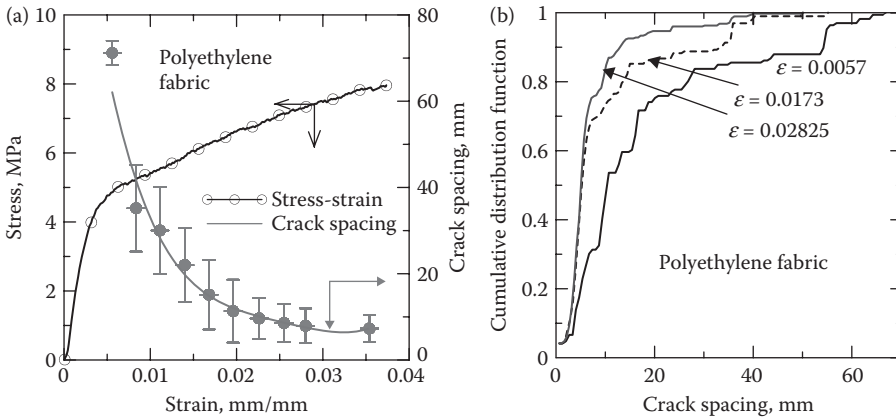 (a)
10
8
6
4
2
0
Stress, MPa
0
0.01
0.02
0.03
0.04
Strain, mm/mm
80
60
40
20
0
Crack spacing, mm
Polyethylene
fabric
Stress-strain
Crack spacing
(b)
1
0.8
0.6
0.4
0.2
0
Cumulative distribution function
0
20
40
60
Crack spacing, mm
ε = 0.0057
ε = 0.0173
ε = 0.02825
Polyethylene fabric